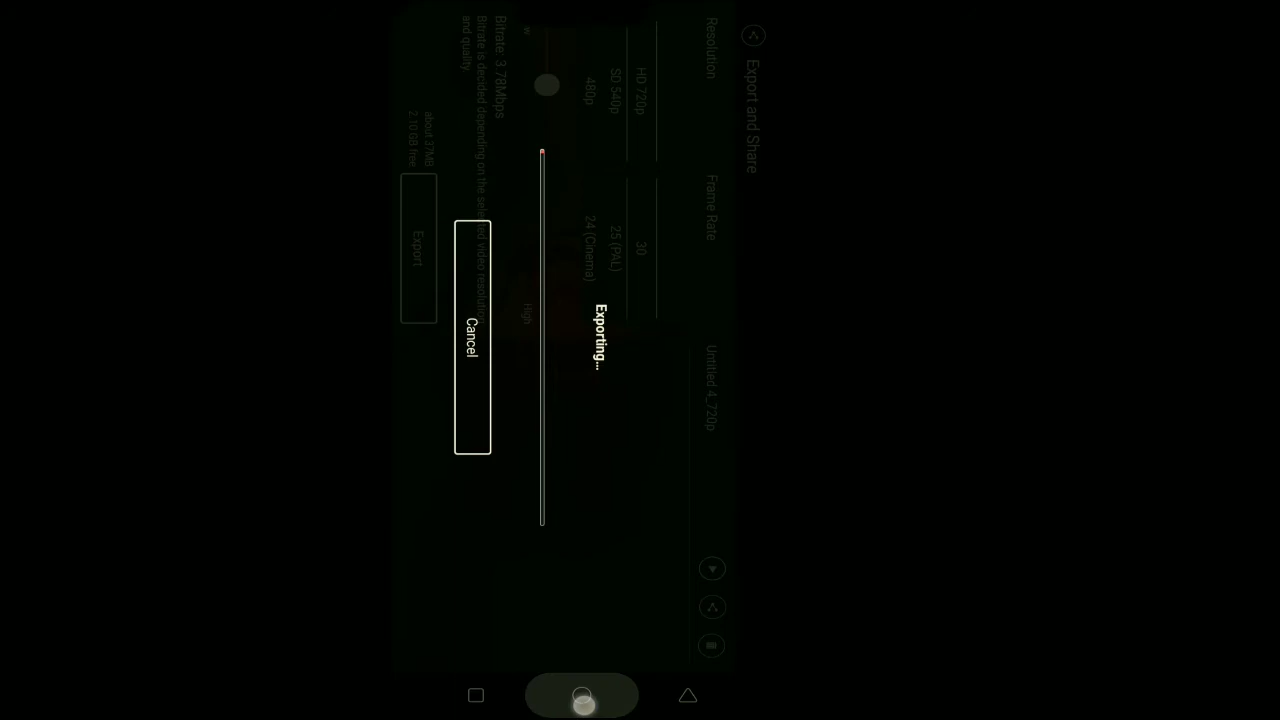 Export and Share
Resolution
Frame Rate
Untitled 4_720p
HD 720p
30
SD 540p
25 (PAL)
480p
24 (Cinema)
Exporting...
w
High
Bitrate: 3.78Mbps
Bitrate is decided depending on the selected video resolution
and quality.
Cancel
about 37MB
2.10 GB free
Export